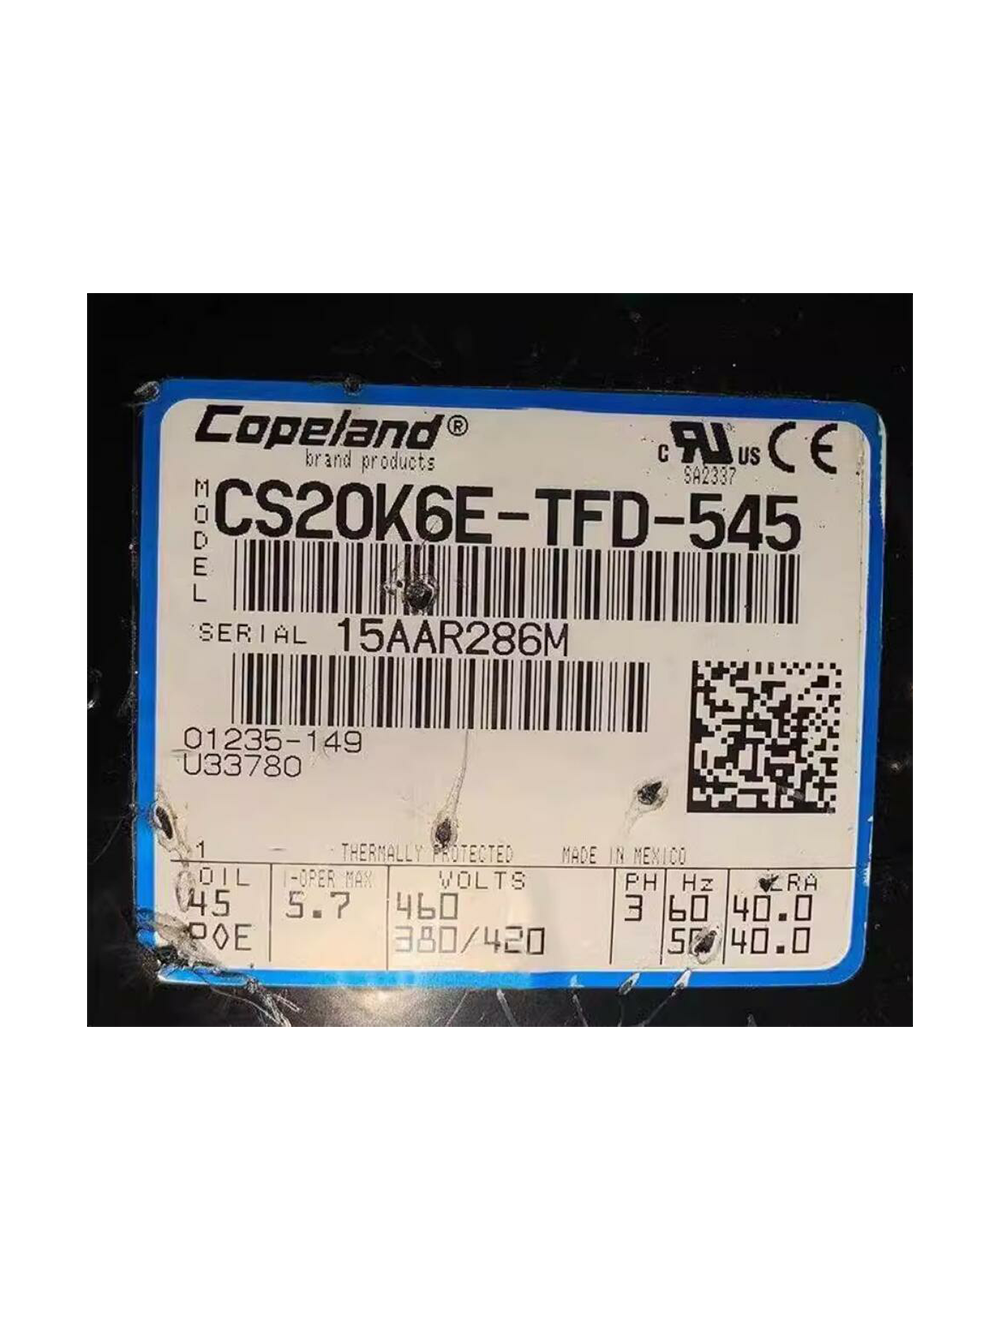 Copeland®
brand products
c RU US CE
SA2337
MODEL CS20K6E-TFD-545
SERIAL 15AAR286M
01235-149
U33780
1 THERMALLY PROTECTED MADE IN MEXICO
OIL I-OPER MAX VOLTS PH Hz LRA
45 5.7 460 3 60 40.0
POE 380/420 50 40.0